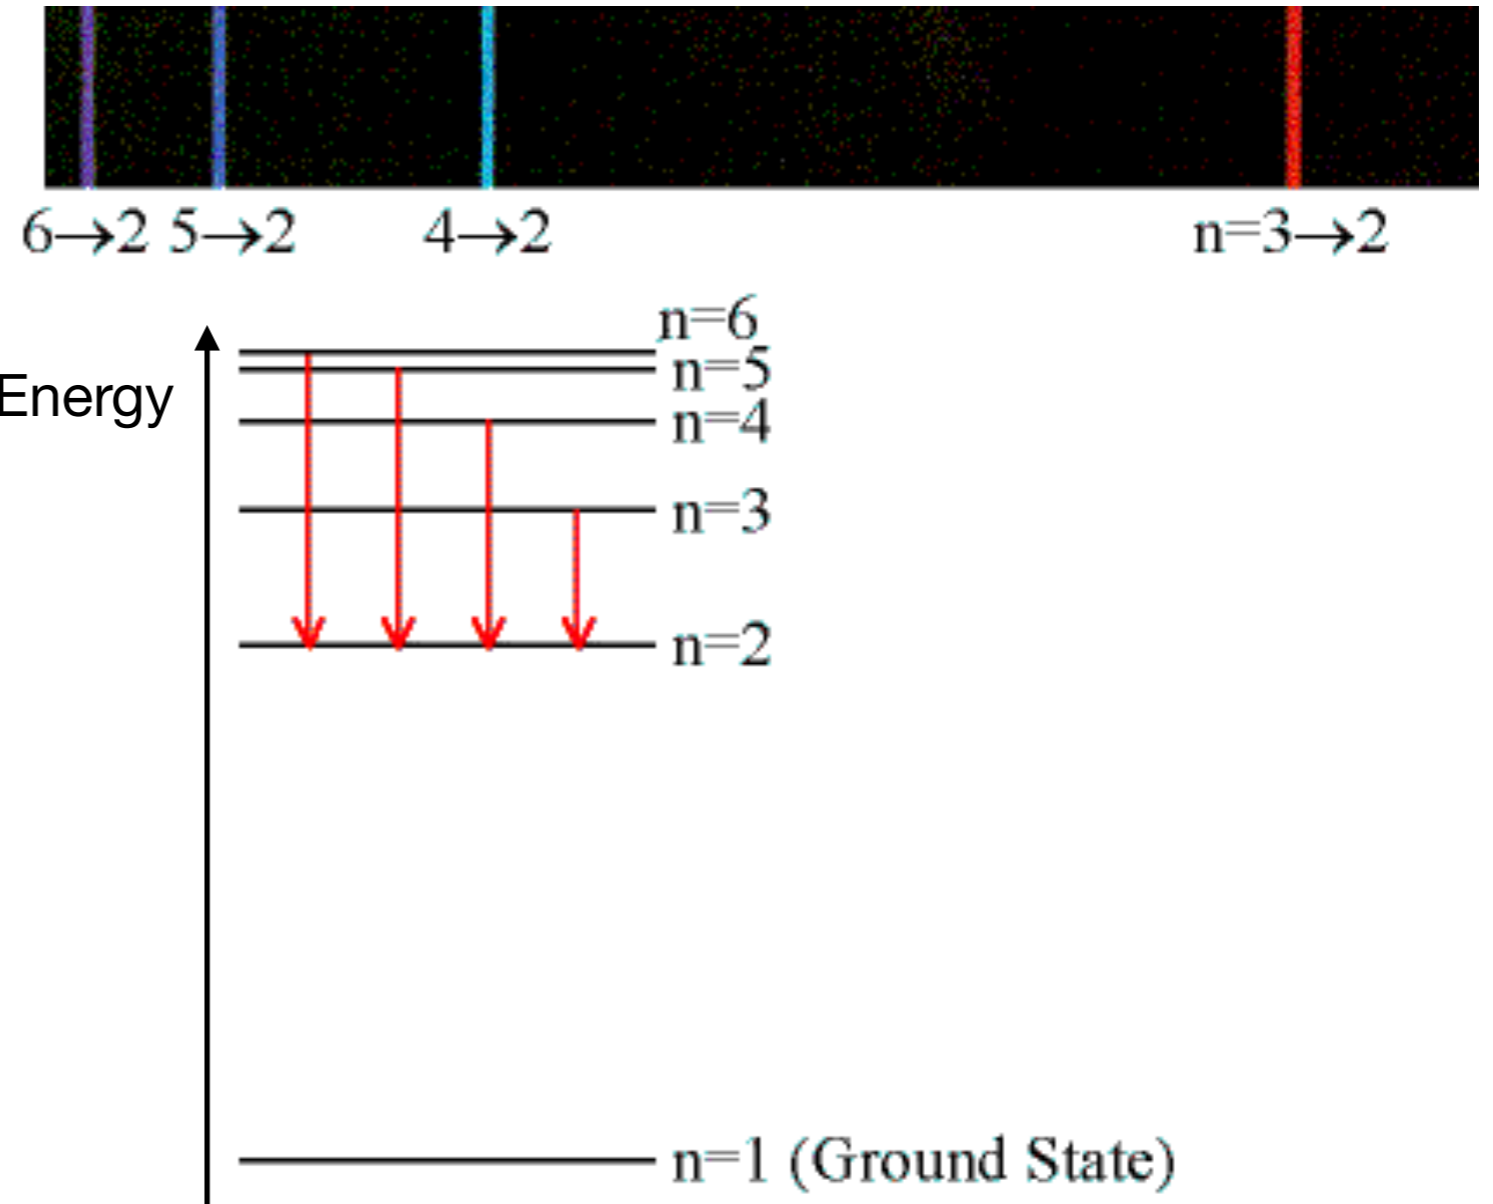 6→2 5→2 4→2 n=3→2
n=6
Energy
n=5
n=4
n=3
n=2
n=1 (Ground State)